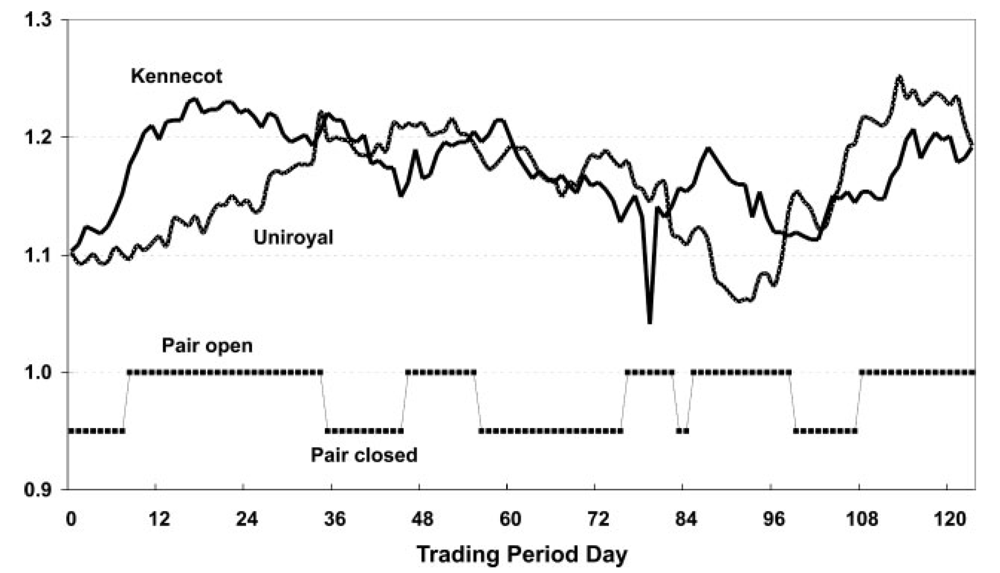 1.3
Kennecot
1.2
Uniroyal
1.1
Pair open
1.0
Pair closed
0.9
0 12 24 36 48 60 72 84 96 108 120
Trading Period Day